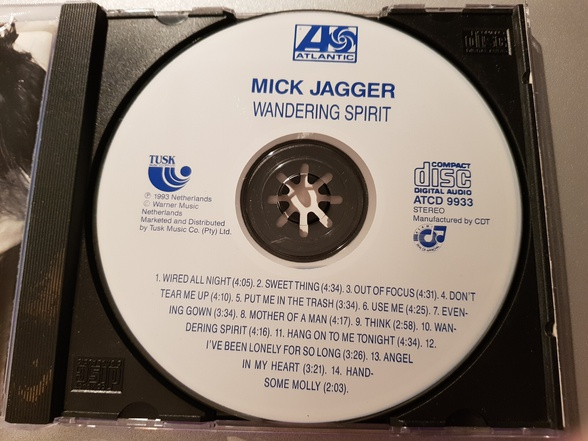 ATLANTIC
MICK JAGGER
WANDERING SPIRIT
TUSK
℗ 1993 Netherlands
© Warner Music
Netherlands
Marketed and Distributed
by Tusk Music Co. (Pty) Ltd.
COMPACT
disc
DIGITAL AUDIO
ATCD 9933
STEREO
Manufactured by CDT
1. WIRED ALL NIGHT (4:05). 2. SWEET THING (4:34). 3. OUT OF FOCUS (4:31). 4. DON'T
TEAR ME UP (4:10). 5. PUT ME IN THE TRASH (3:34). 6. USE ME (4:25). 7. EVEN-
ING GOWN (3:34). 8. MOTHER OF A MAN (4:17). 9. THINK (2:58). 10. WAN-
DERING SPIRIT (4:16). 11. HANG ON TO ME TONIGHT (4:34). 12.
I'VE BEEN LONELY FOR SO LONG (3:26). 13. ANGEL
IN MY HEART (3:21). 14. HAND-
SOME MOLLY (2:03).
disc